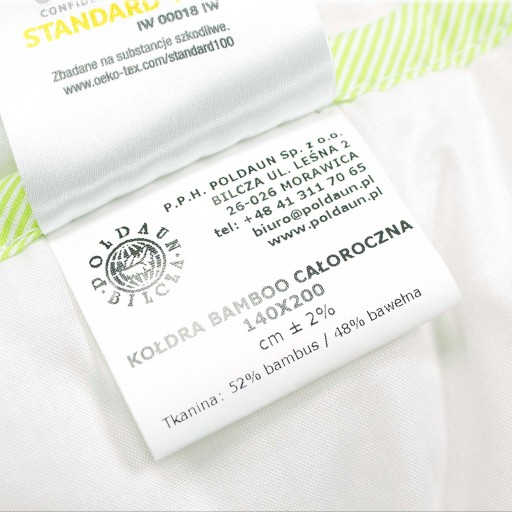 CONFIDE
STANDARD
IW 00018 IW
Zbadane na substancje szkodliwe.
www.oeko-tex.com/standard100
P.P.H. POLDAUN Sp. z o.o.
BILCZA UL. LEŚNA 2
26-026 MORAWICA
tel: +48 41 311 70 65
biuro@poldaun.pl
www.poldaun.pl
POŁDAUN
BILCZA
KOŁDRA BAMBOO CAŁOROCZNA
140X200
cm ± 2%
Tkanina: 52% bambus / 48% bawełna